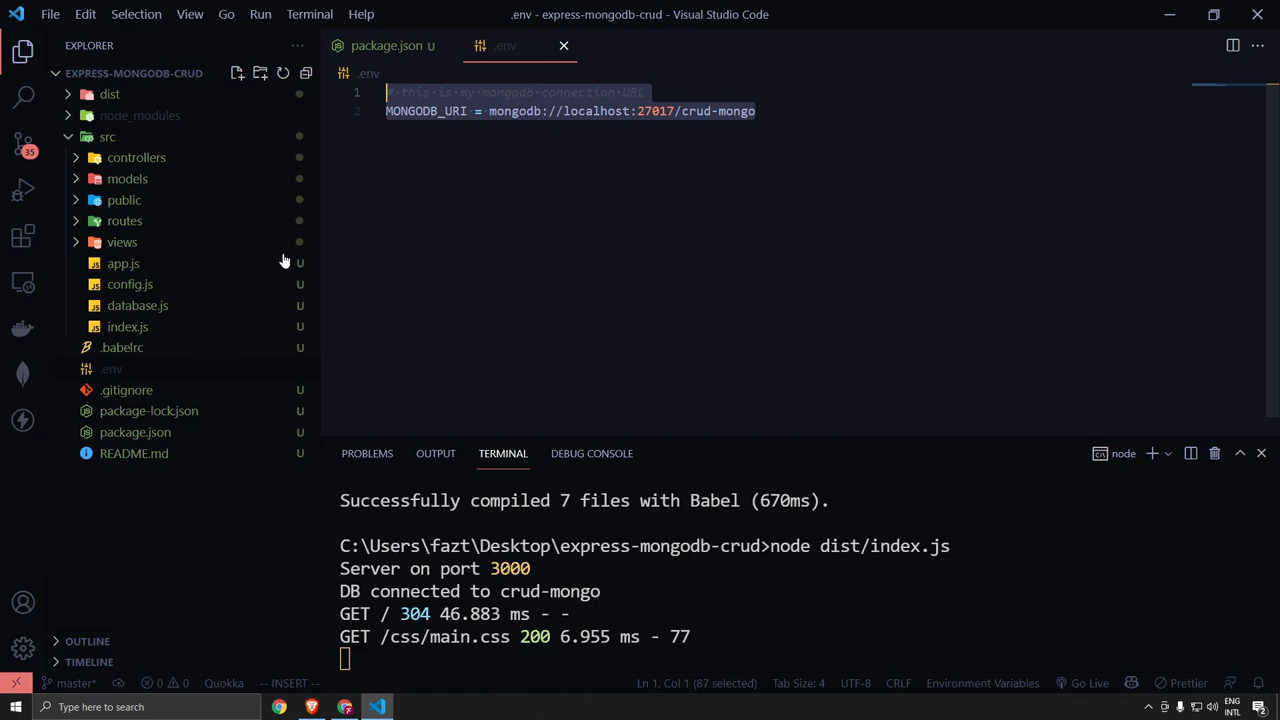 File Edit Selection View Go Run Terminal Help
.env - express-mongodb-crud - Visual Studio Code
EXPLORER
EXPRESS-MONGODB-CRUD
dist
node_modules
src
controllers
models
public
routes
views
app.js U
config.js U
database.js U
index.js U
.babelrc U
.env
.gitignore U
package-lock.json U
package.json U
README.md U
OUTLINE
TIMELINE
35
package.json U
.env
.env
1 # this is my mongodb connection URL
2 MONGODB_URI = mongodb://localhost:27017/crud-mongo
PROBLEMS OUTPUT TERMINAL DEBUG CONSOLE
node
Successfully compiled 7 files with Babel (670ms).
C:\Users\fazt\Desktop\express-mongodb-crud>node dist/index.js
Server on port 3000
DB connected to crud-mongo
GET / 304 46.883 ms - -
GET /css/main.css 200 6.955 ms - 77
master* 0 0 Quokka -- INSERT -- Ln 1, Col 1 (87 selected) Tab Size: 4 UTF-8 CRLF Environment Variables Go Live Prettier
Type here to search
ENG
INTL